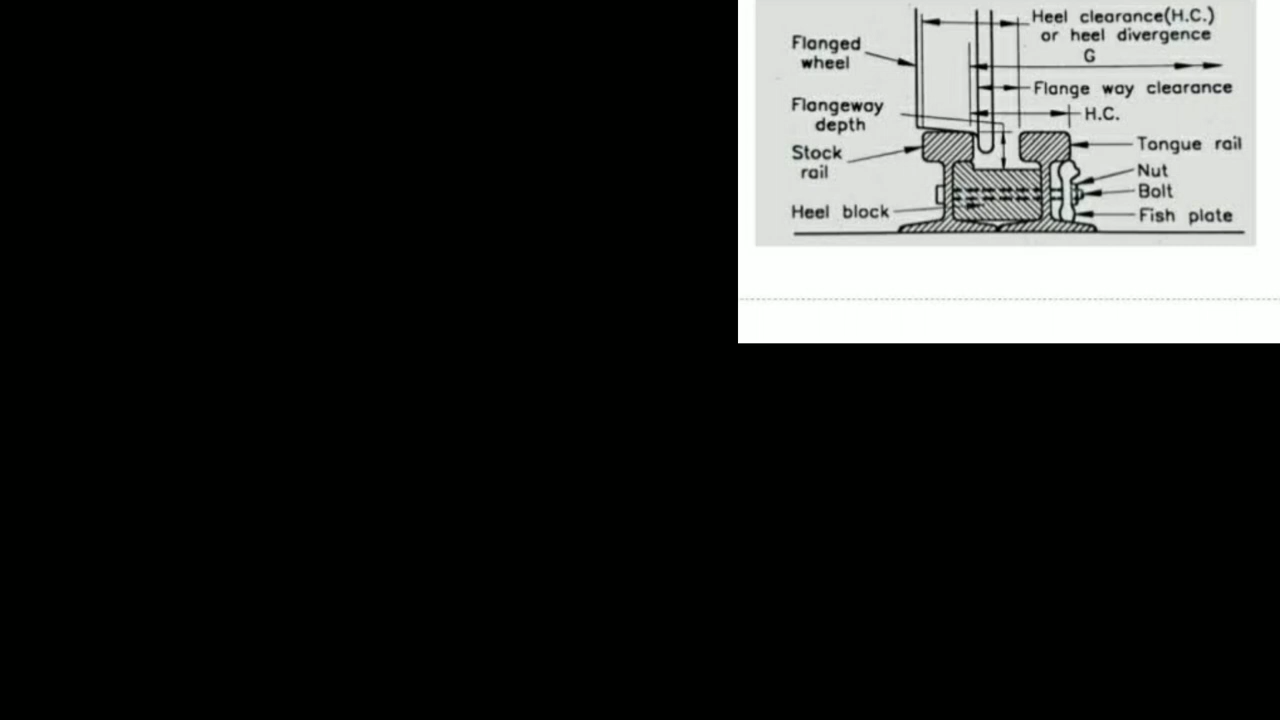 Heel clearance(H.C.)
or heel divergence
Flanged
wheel
G
Flange way clearance
Flangeway
depth
H.C.
Stock
rail
Tongue rail
Nut
Bolt
Heel block
Fish plate